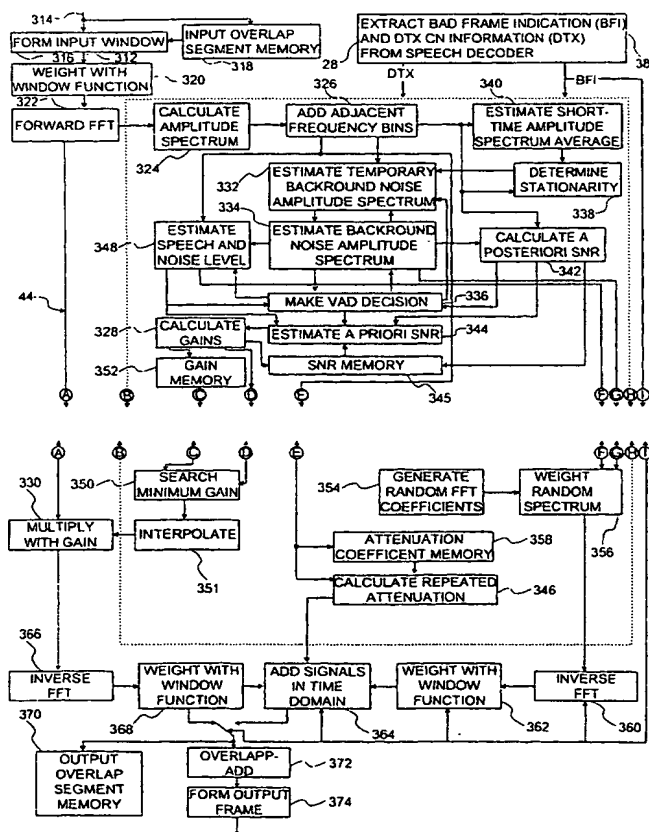 314
FORM INPUT WINDOW
316
312
INPUT OVERLAP
SEGMENT MEMORY
318
WEIGHT WITH
WINDOW FUNCTION
320
322
FORWARD FFT
EXTRACT BAD FRAME INDICATION (BFI)
AND DTX CN INFORMATION (DTX)
FROM SPEECH DECODER
28
38
DTX
BFI
CALCULATE
AMPLITUDE
SPECTRUM
324
326
ADD ADJACENT
FREQUENCY BINS
340
ESTIMATE SHORT-
TIME AMPLITUDE
SPECTRUM AVERAGE
332
ESTIMATE TEMPORARY
BACKROUND NOISE
AMPLITUDE SPECTRUM
DETERMINE
STATIONARITY
338
334
348
ESTIMATE
SPEECH AND
NOISE LEVEL
ESTIMATE BACKROUND
NOISE AMPLITUDE
SPECTRUM
CALCULATE A
POSTERIORI SNR
342
44
MAKE VAD DECISION
336
328
CALCULATE
GAINS
ESTIMATE A PRIORI SNR
344
352
GAIN
MEMORY
SNR MEMORY
345
A
B
C
D
E
F
G
H
I
A
B
C
D
E
F
G
H
I
330
MULTIPLY
WITH GAIN
350
SEARCH
MINIMUM GAIN
INTERPOLATE
351
354
GENERATE
RANDOM FFT
COEFFICIENTS
WEIGHT
RANDOM
SPECTRUM
356
ATTENUATION
COEFFICENT MEMORY
358
CALCULATE REPEATED
ATTENUATION
346
366
INVERSE FFT
WEIGHT WITH
WINDOW
FUNCTION
368
ADD SIGNALS
IN TIME
DOMAIN
364
WEIGHT WITH
WINDOW
FUNCTION
362
INVERSE
FFT
360
370
OUTPUT
OVERLAP
SEGMENT MEMORY
OVERLAPP-
ADD
372
FORM OUTPUT
FRAME
374